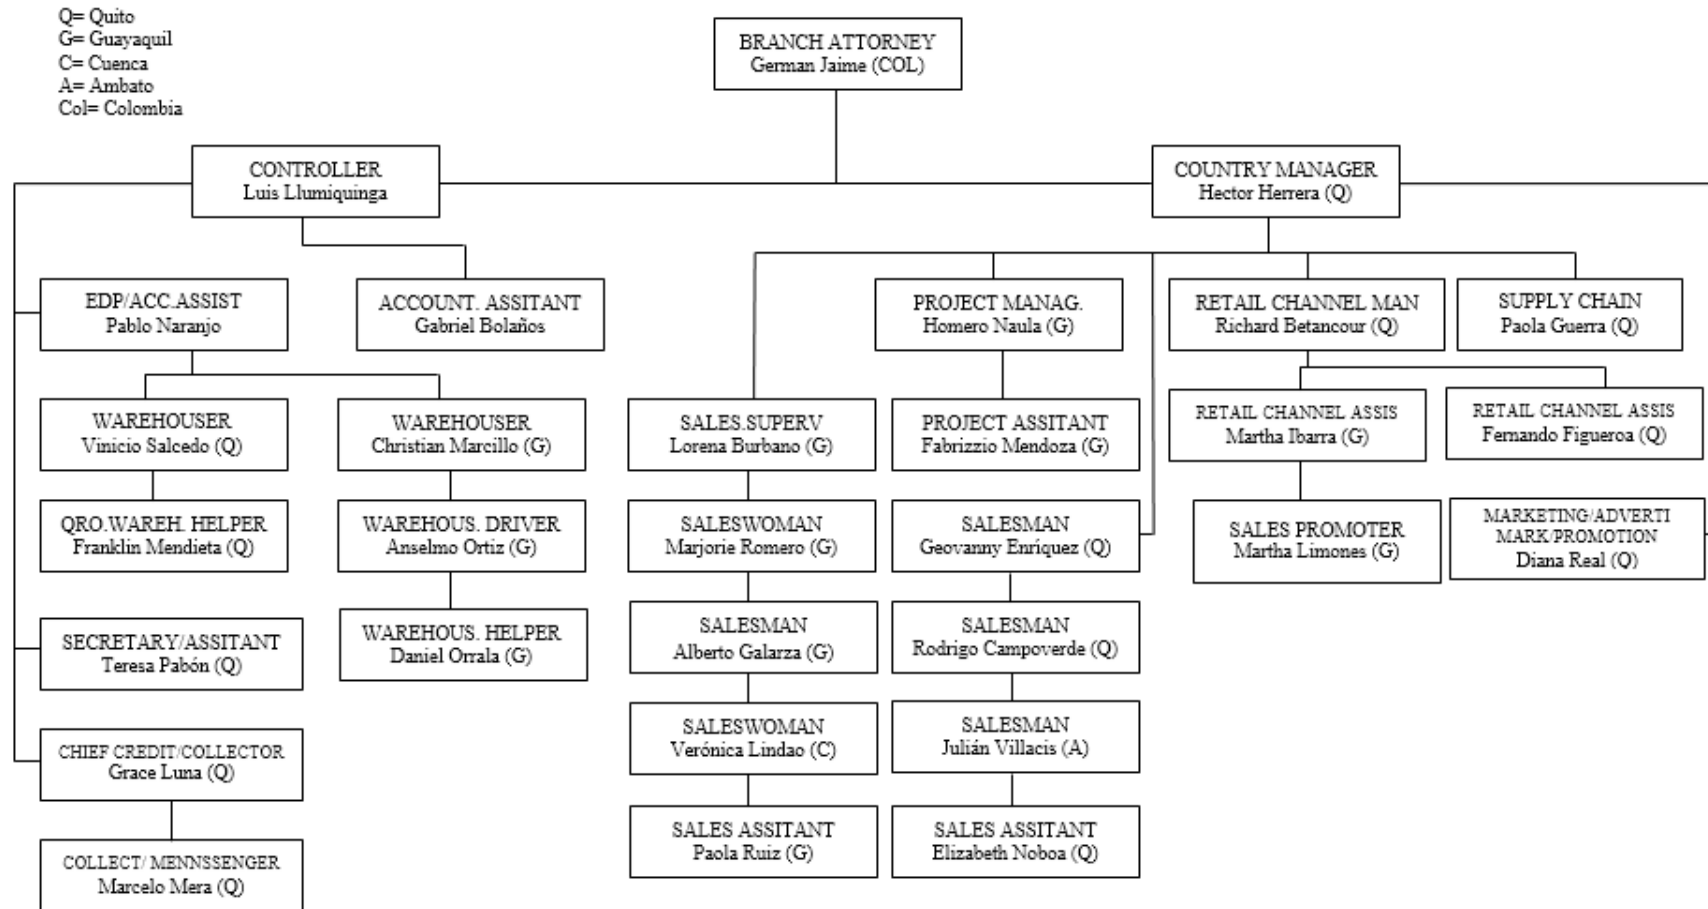 Q= Quito
G= Guayaquil
C= Cuenca
A= Ambato
Col= Colombia
BRANCH ATTORNEY
German Jaime (COL)
CONTROLLER
Luis Llumiquinga
COUNTRY MANAGER
Hector Herrera (Q)
EDP/ACC.ASSIST
Pablo Naranjo
ACCOUNT. ASSITANT
Gabriel Bolaños
PROJECT MANAG.
Homero Naula (G)
RETAIL CHANNEL MAN
Richard Betancour (Q)
SUPPLY CHAIN
Paola Guerra (Q)
WAREHOUSER
Vinicio Salcedo (Q)
WAREHOUSER
Christian Marcillo (G)
SALES.SUPERV
Lorena Burbano (G)
PROJECT ASSITANT
Fabrizzio Mendoza (G)
RETAIL CHANNEL ASSIS
Martha Ibarra (G)
RETAIL CHANNEL ASSIS
Fernando Figueroa (Q)
QRO.WAREH. HELPER
Franklin Mendieta (Q)
WAREHOUS. DRIVER
Anselmo Ortiz (G)
SALESWOMAN
Marjorie Romero (G)
SALESMAN
Geovanny Enríquez (Q)
SALES PROMOTER
Martha Limones (G)
MARKETING/ADVERTI
MARK/PROMOTION
Diana Real (Q)
SECRETARY/ASSITANT
Teresa Pabón (Q)
WAREHOUS. HELPER
Daniel Orrala (G)
SALESMAN
Alberto Galarza (G)
SALESMAN
Rodrigo Campoverde (Q)
CHIEF CREDIT/COLLECTOR
Grace Luna (Q)
SALESWOMAN
Verónica Lindao (C)
SALESMAN
Julián Villacis (A)
COLLECT/ MENNSSENGER
Marcelo Mera (Q)
SALES ASSITANT
Paola Ruiz (G)
SALES ASSITANT
Elizabeth Noboa (Q)